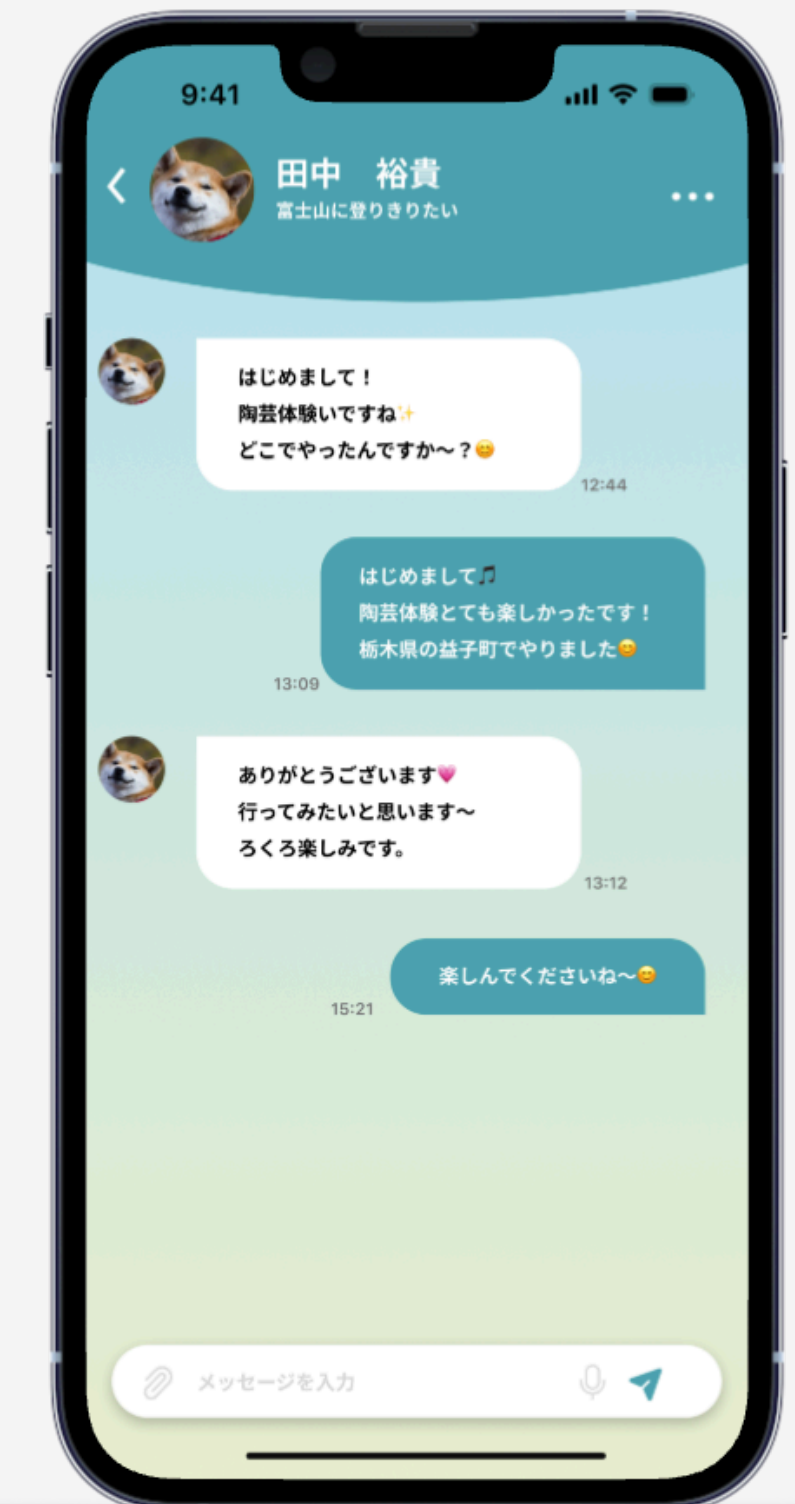 9:41
田中　裕貴
富士山に登りきりたい
はじめまして！
陶芸体験いですね✨
どこでやったんですか〜？😊
12:44
はじめまして🎵
陶芸体験とても楽しかったです！
栃木県の益子町でやりました😊
13:09
ありがとうございます💗
行ってみたいと思います〜
ろくろ楽しみです。
13:12
楽しんでくださいね〜😊
15:21
メッセージを入力